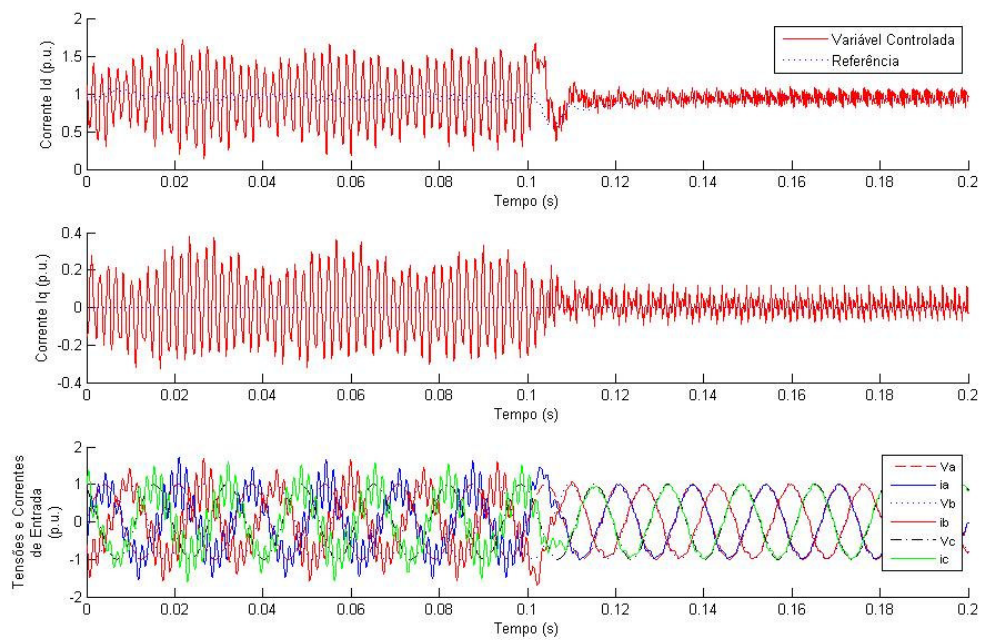 2
1.5
1
0.5
0
Corrente Id (p.u.)
Variável Controlada
Referência
0 0.02 0.04 0.06 0.08 0.1 0.12 0.14 0.16 0.18 0.2
Tempo (s)
0.4
0.2
0
-0.2
-0.4
Corrente Iq (p.u.)
0 0.02 0.04 0.06 0.08 0.1 0.12 0.14 0.16 0.18 0.2
Tempo (s)
2
1
0
-1
-2
Tensões e Correntes
de Entrada
(p.u.)
Va
ia
Vb
ib
Vc
ic
0 0.02 0.04 0.06 0.08 0.1 0.12 0.14 0.16 0.18 0.2
Tempo (s)